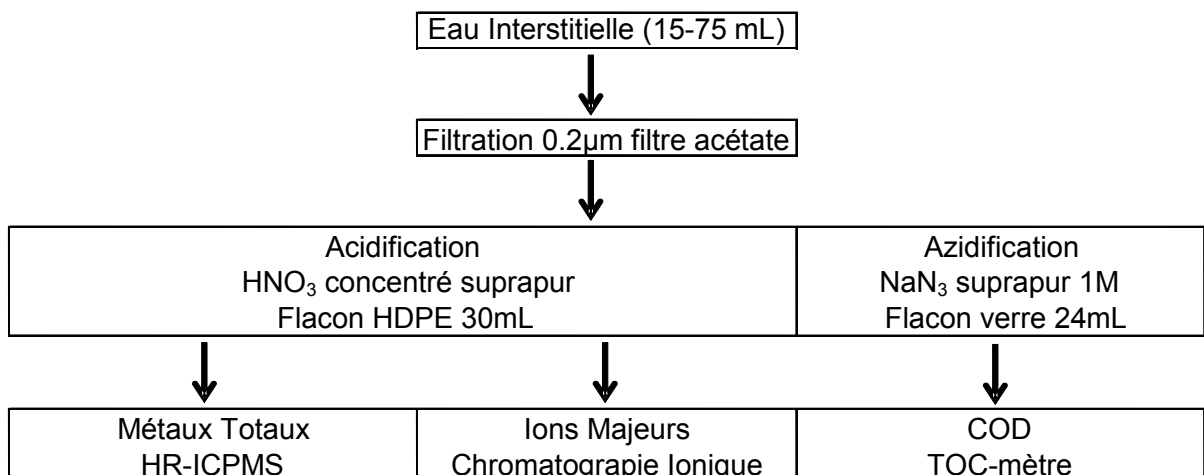 Eau Interstitielle (15-75 mL)
Filtration 0.2µm filtre acétate
Acidification
HNO₃ concentré suprapur
Flacon HDPE 30mL
Azidification
NaN₃ suprapur 1M
Flacon verre 24mL
Métaux Totaux
HR-ICPMS
Ions Majeurs
Chromatograpie Ionique
COD
TOC-mètre